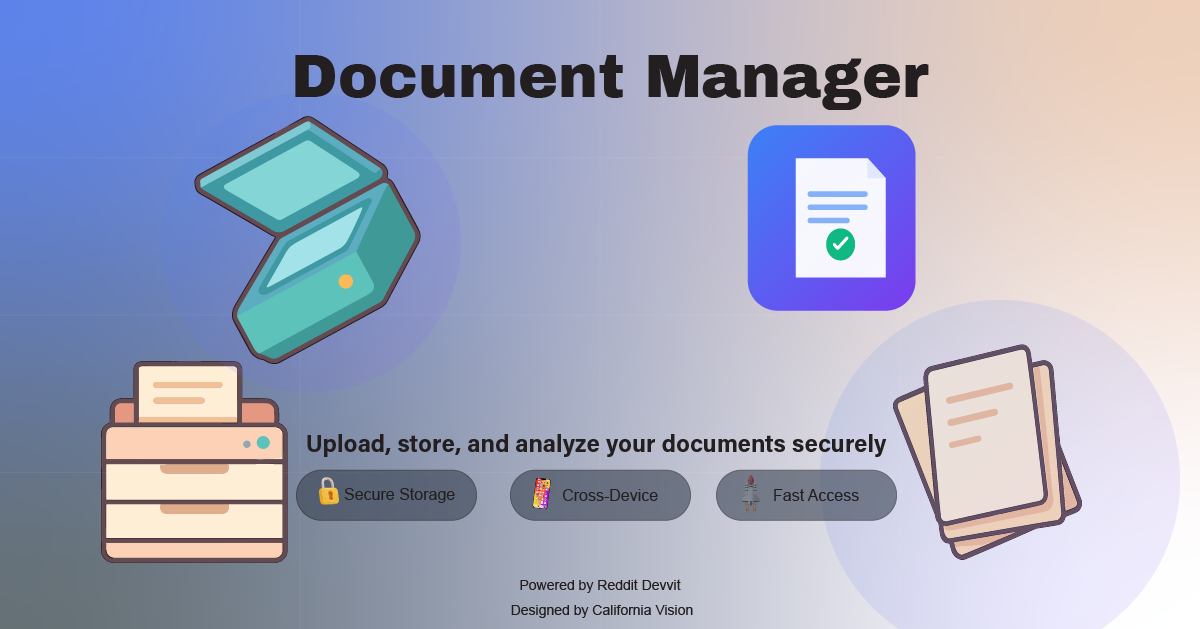 Document Manager
Upload, store, and analyze your documents securely
Secure Storage
Cross-Device
Fast Access
Powered by Reddit Devvit
Designed by California Vision